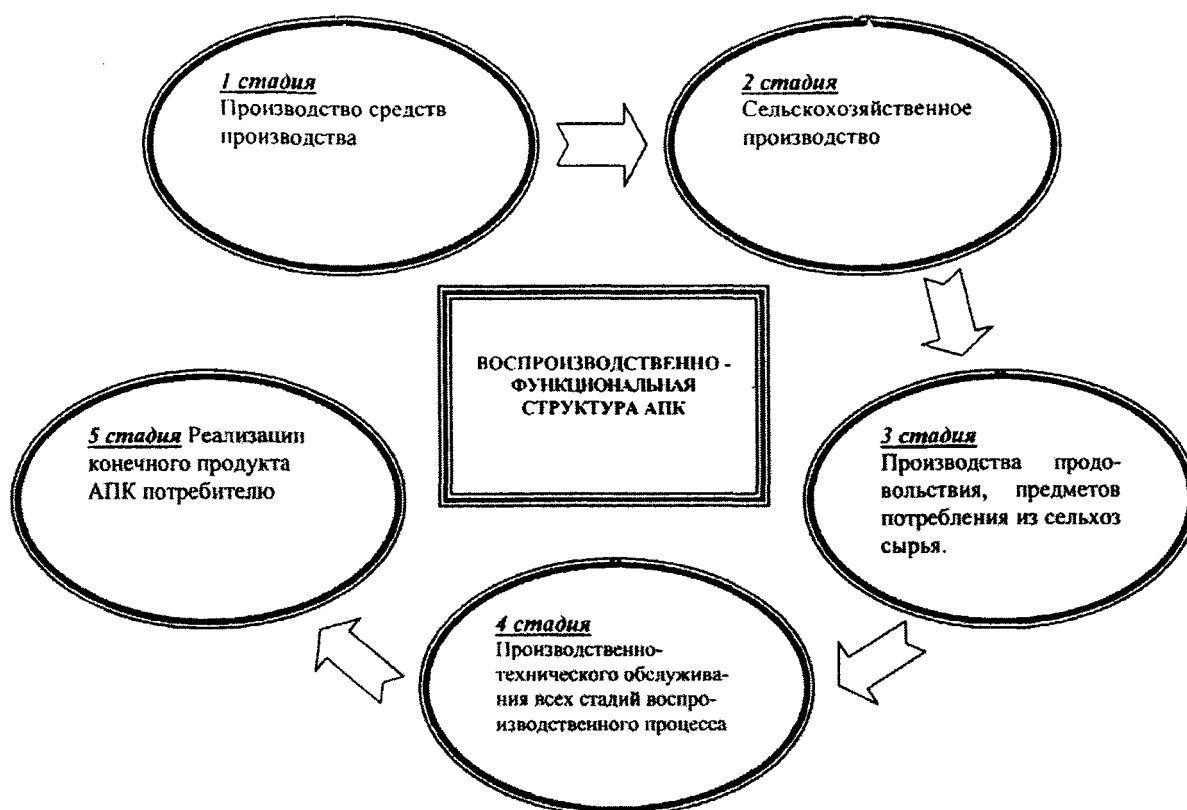 1 стадия
Производство средств
производства
2 стадия
Сельскохозяйственное
производство
ВОСПРОИЗВОДСТВЕННО -
ФУНКЦИОНАЛЬНАЯ
СТРУКТУРА АПК
3 стадия
Производства продо-
вольствия, предметов
потребления из сельхоз
сырья.
4 стадия
Производственно-
технического обслужива-
ния всех стадий воспро-
изводственного процесса
5 стадия Реализации
конечного продукта
АПК потребителю